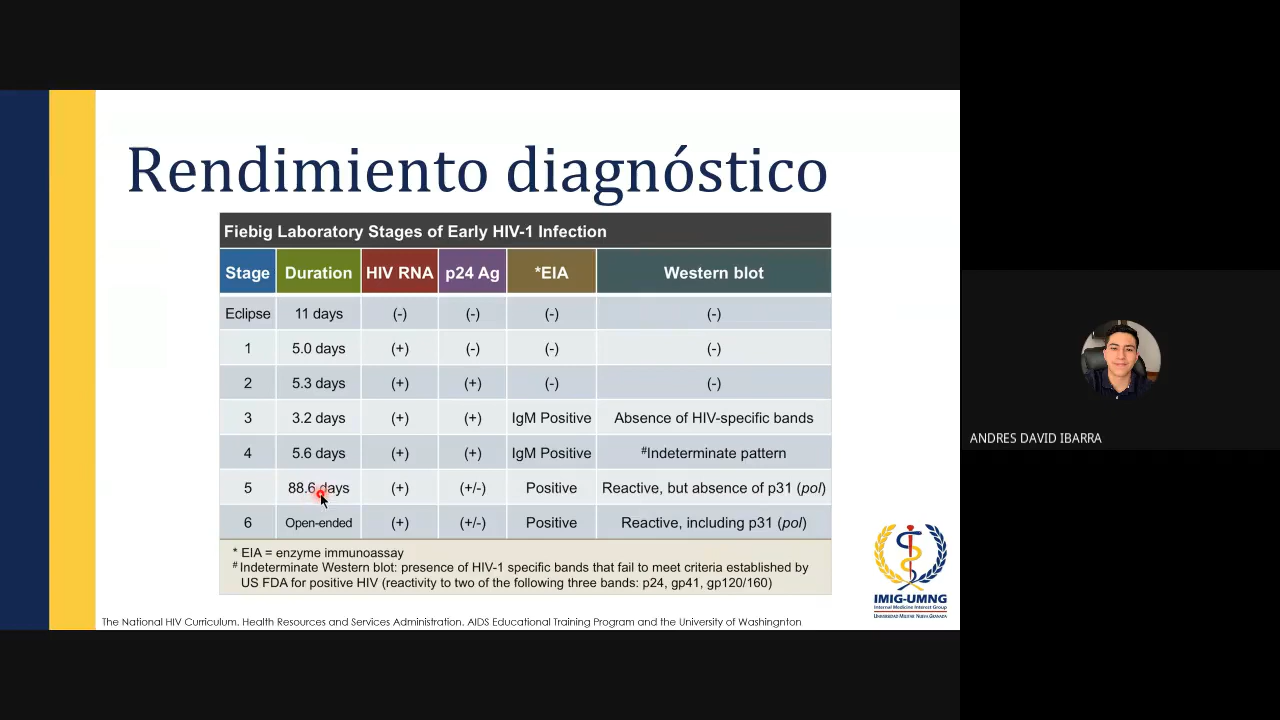 Rendimiento diagnóstico
Fiebig Laboratory Stages of Early HIV-1 Infection
Stage Duration HIV RNA p24 Ag *EIA Western blot
Eclipse 11 days (-) (-) (-) (-)
1 5.0 days (+) (-) (-) (-)
2 5.3 days (+) (+) (-) (-)
3 3.2 days (+) (+) IgM Positive Absence of HIV-specific bands
4 5.6 days (+) (+) IgM Positive #Indeterminate pattern
5 88.6 days (+) (+/-) Positive Reactive, but absence of p31 (pol)
6 Open-ended (+) (+/-) Positive Reactive, including p31 (pol)
* EIA = enzyme immunoassay
# Indeterminate Western blot: presence of HIV-1 specific bands that fail to meet criteria established by
US FDA for positive HIV (reactivity to two of the following three bands: p24, gp41, gp120/160)
The National HIV Curriculum. Health Resources and Services Administration. AIDS Educational Training Program and the University of Washingnton
IMIG-UMNG
Internal Medicine Interest Group
Universidad Militar Nueva Granada
ANDRES DAVID IBARRA